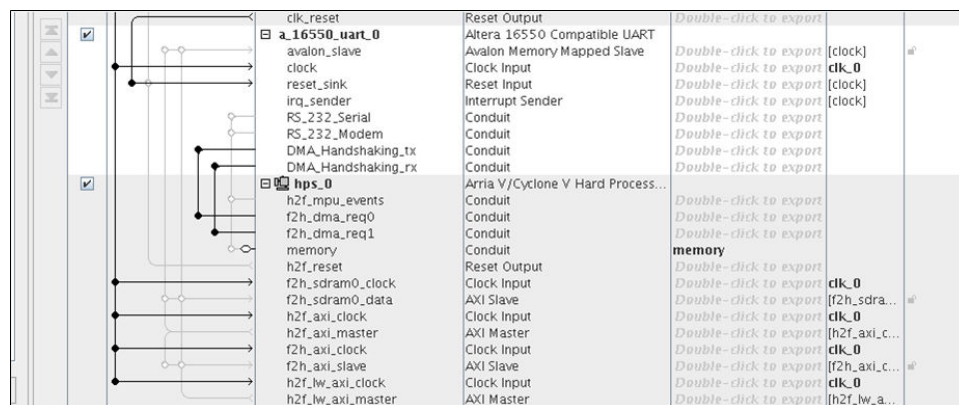 clk_reset Reset Output Double-click to export
a_16550_uart_0 Altera 16550 Compatible UART
avalon_slave Avalon Memory Mapped Slave Double-click to export [clock]
clock Clock Input Double-click to export clk_0
reset_sink Reset Input Double-click to export [clock]
irq_sender Interrupt Sender Double-click to export [clock]
RS_232_Serial Conduit Double-click to export
RS_232_Modem Conduit Double-click to export
DMA_Handshaking_tx Conduit Double-click to export
DMA_Handshaking_rx Conduit Double-click to export
hps_0 Arria V/Cyclone V Hard Process...
h2f_mpu_events Conduit Double-click to export
f2h_dma_req0 Conduit Double-click to export
f2h_dma_req1 Conduit Double-click to export
memory Conduit memory
h2f_reset Reset Output Double-click to export
f2h_sdram0_clock Clock Input Double-click to export clk_0
f2h_sdram0_data AXI Slave Double-click to export [f2h_sdra...
h2f_axi_clock Clock Input Double-click to export clk_0
h2f_axi_master AXI Master Double-click to export [h2f_axi_c...
f2h_axi_clock Clock Input Double-click to export clk_0
f2h_axi_slave AXI Slave Double-click to export [f2h_axi_c...
h2f_lw_axi_clock Clock Input Double-click to export clk_0
h2f_lw_axi_master AXI Master Double-click to export [h2f_lw_a...